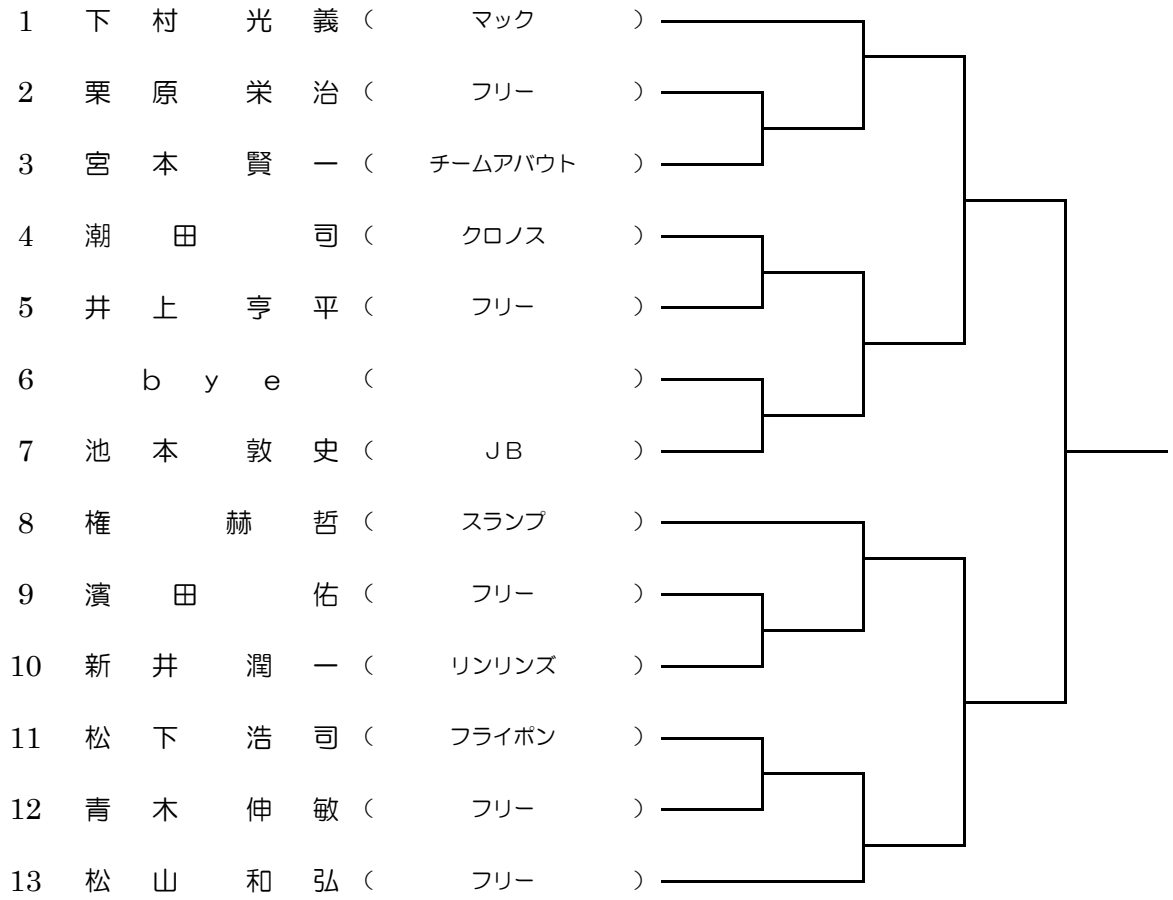 1 下村 光義 ( マック )
2 栗原 栄治 ( フリー )
3 宮本 賢一 ( チームアバウト )
4 潮田 司 ( クロノス )
5 井上 亨平 ( フリー )
6 bye ( )
7 池本 敦史 ( JB )
8 権 赫哲 ( スランプ )
9 濱田 佑 ( フリー )
10 新井 潤一 ( リンリンズ )
11 松下 浩司 ( フライポン )
12 青木 伸敏 ( フリー )
13 松山 和弘 ( フリー )